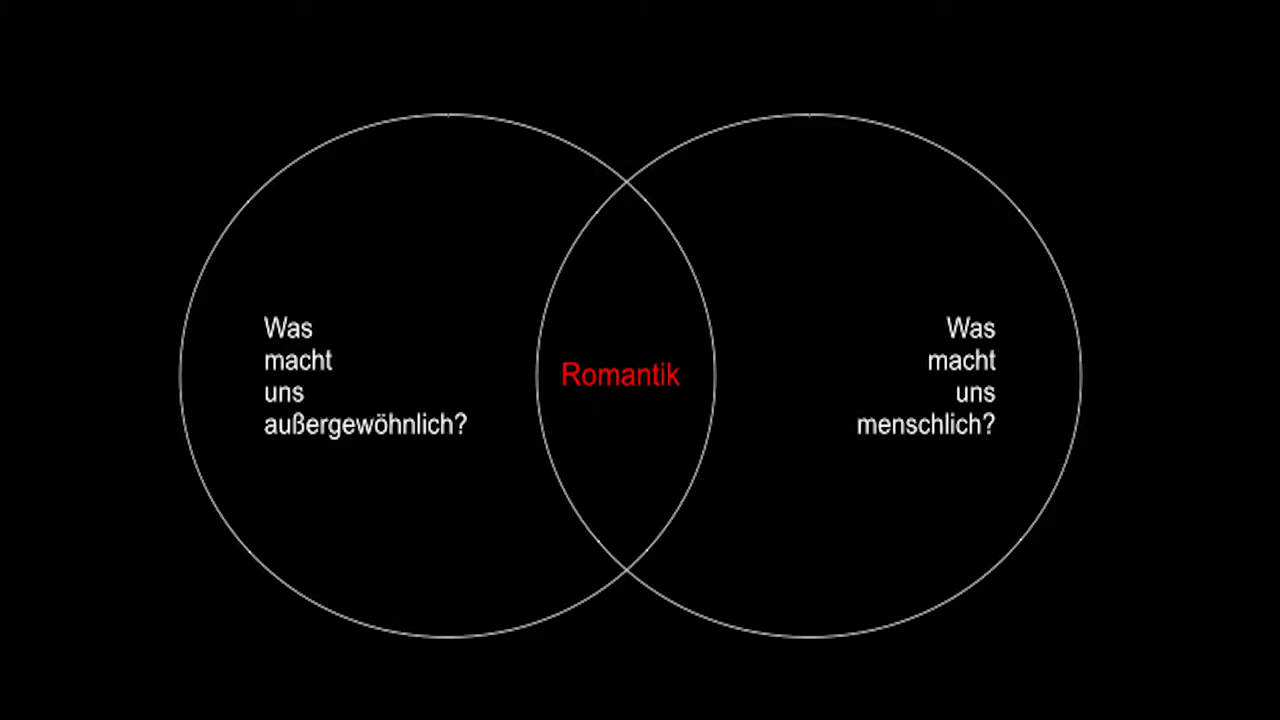 Was
macht
uns
außergewöhnlich?
Romantik
Was
macht
uns
menschlich?